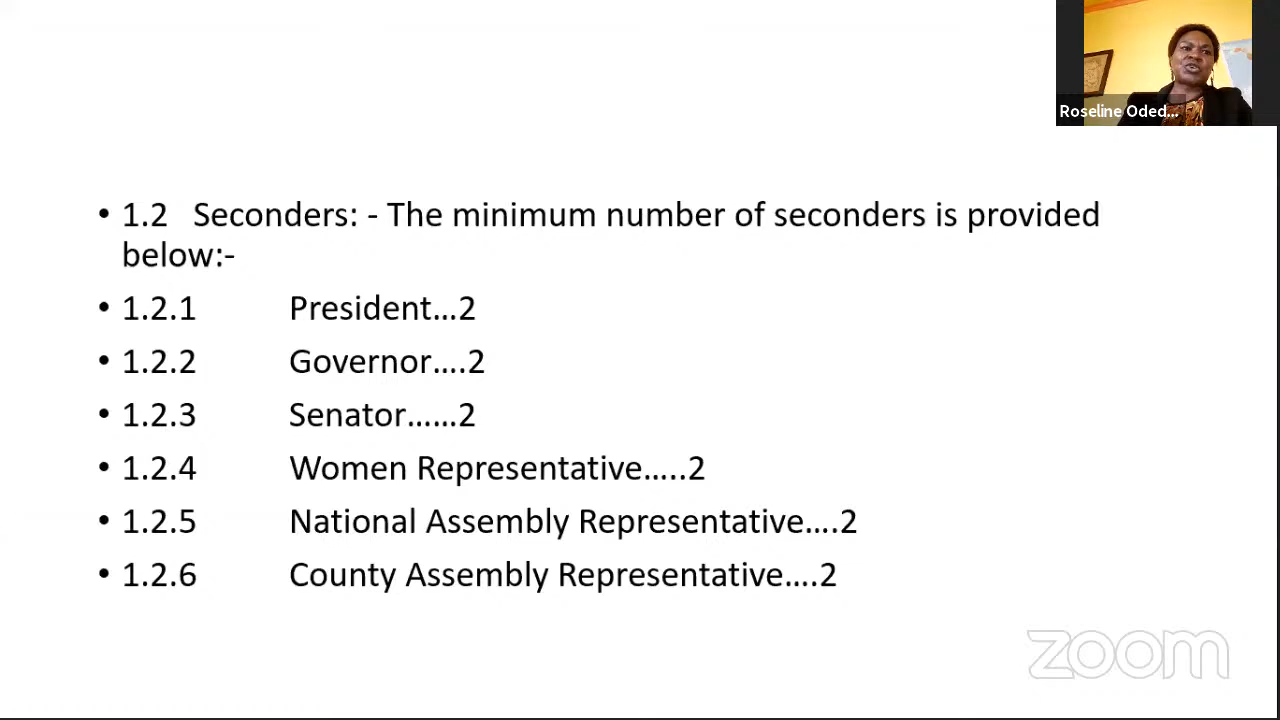 Roseline Oded...
• 1.2 Seconders: - The minimum number of seconders is provided
below:-
• 1.2.1 President…2
• 1.2.2 Governor….2
• 1.2.3 Senator……2
• 1.2.4 Women Representative…..2
• 1.2.5 National Assembly Representative….2
• 1.2.6 County Assembly Representative….2
zoom